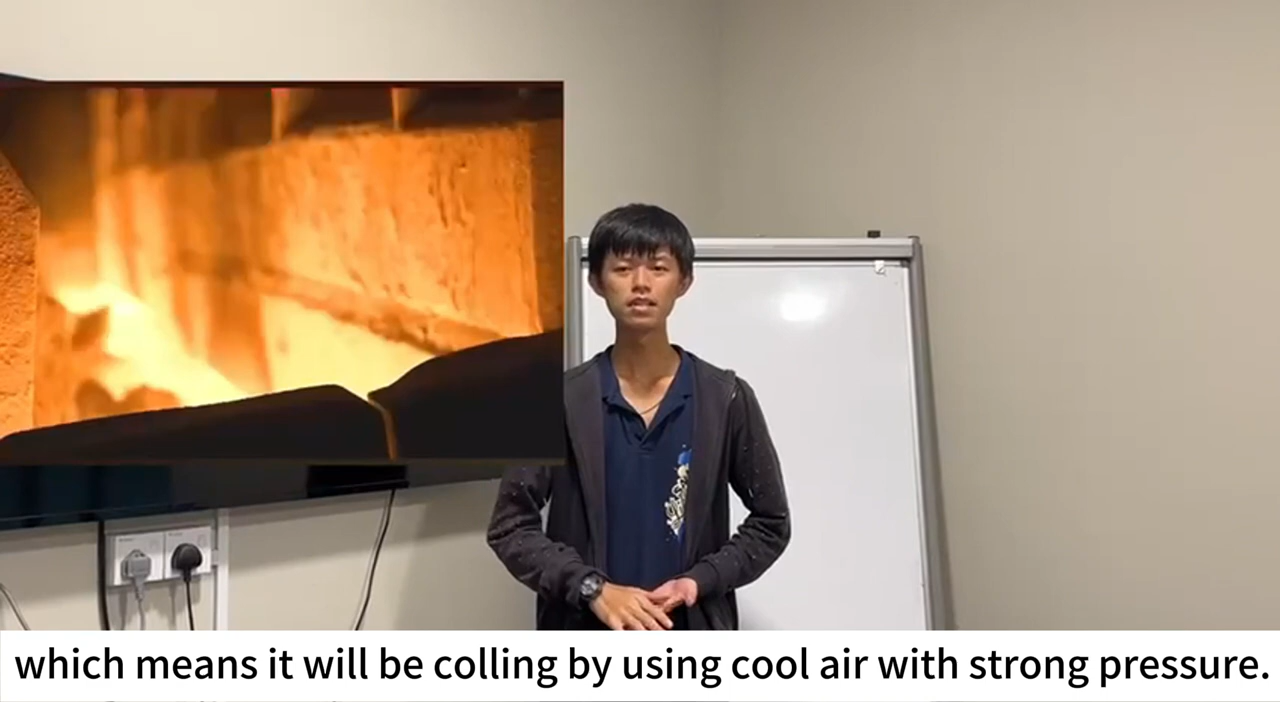 which means it will be colling by using cool air with strong pressure.